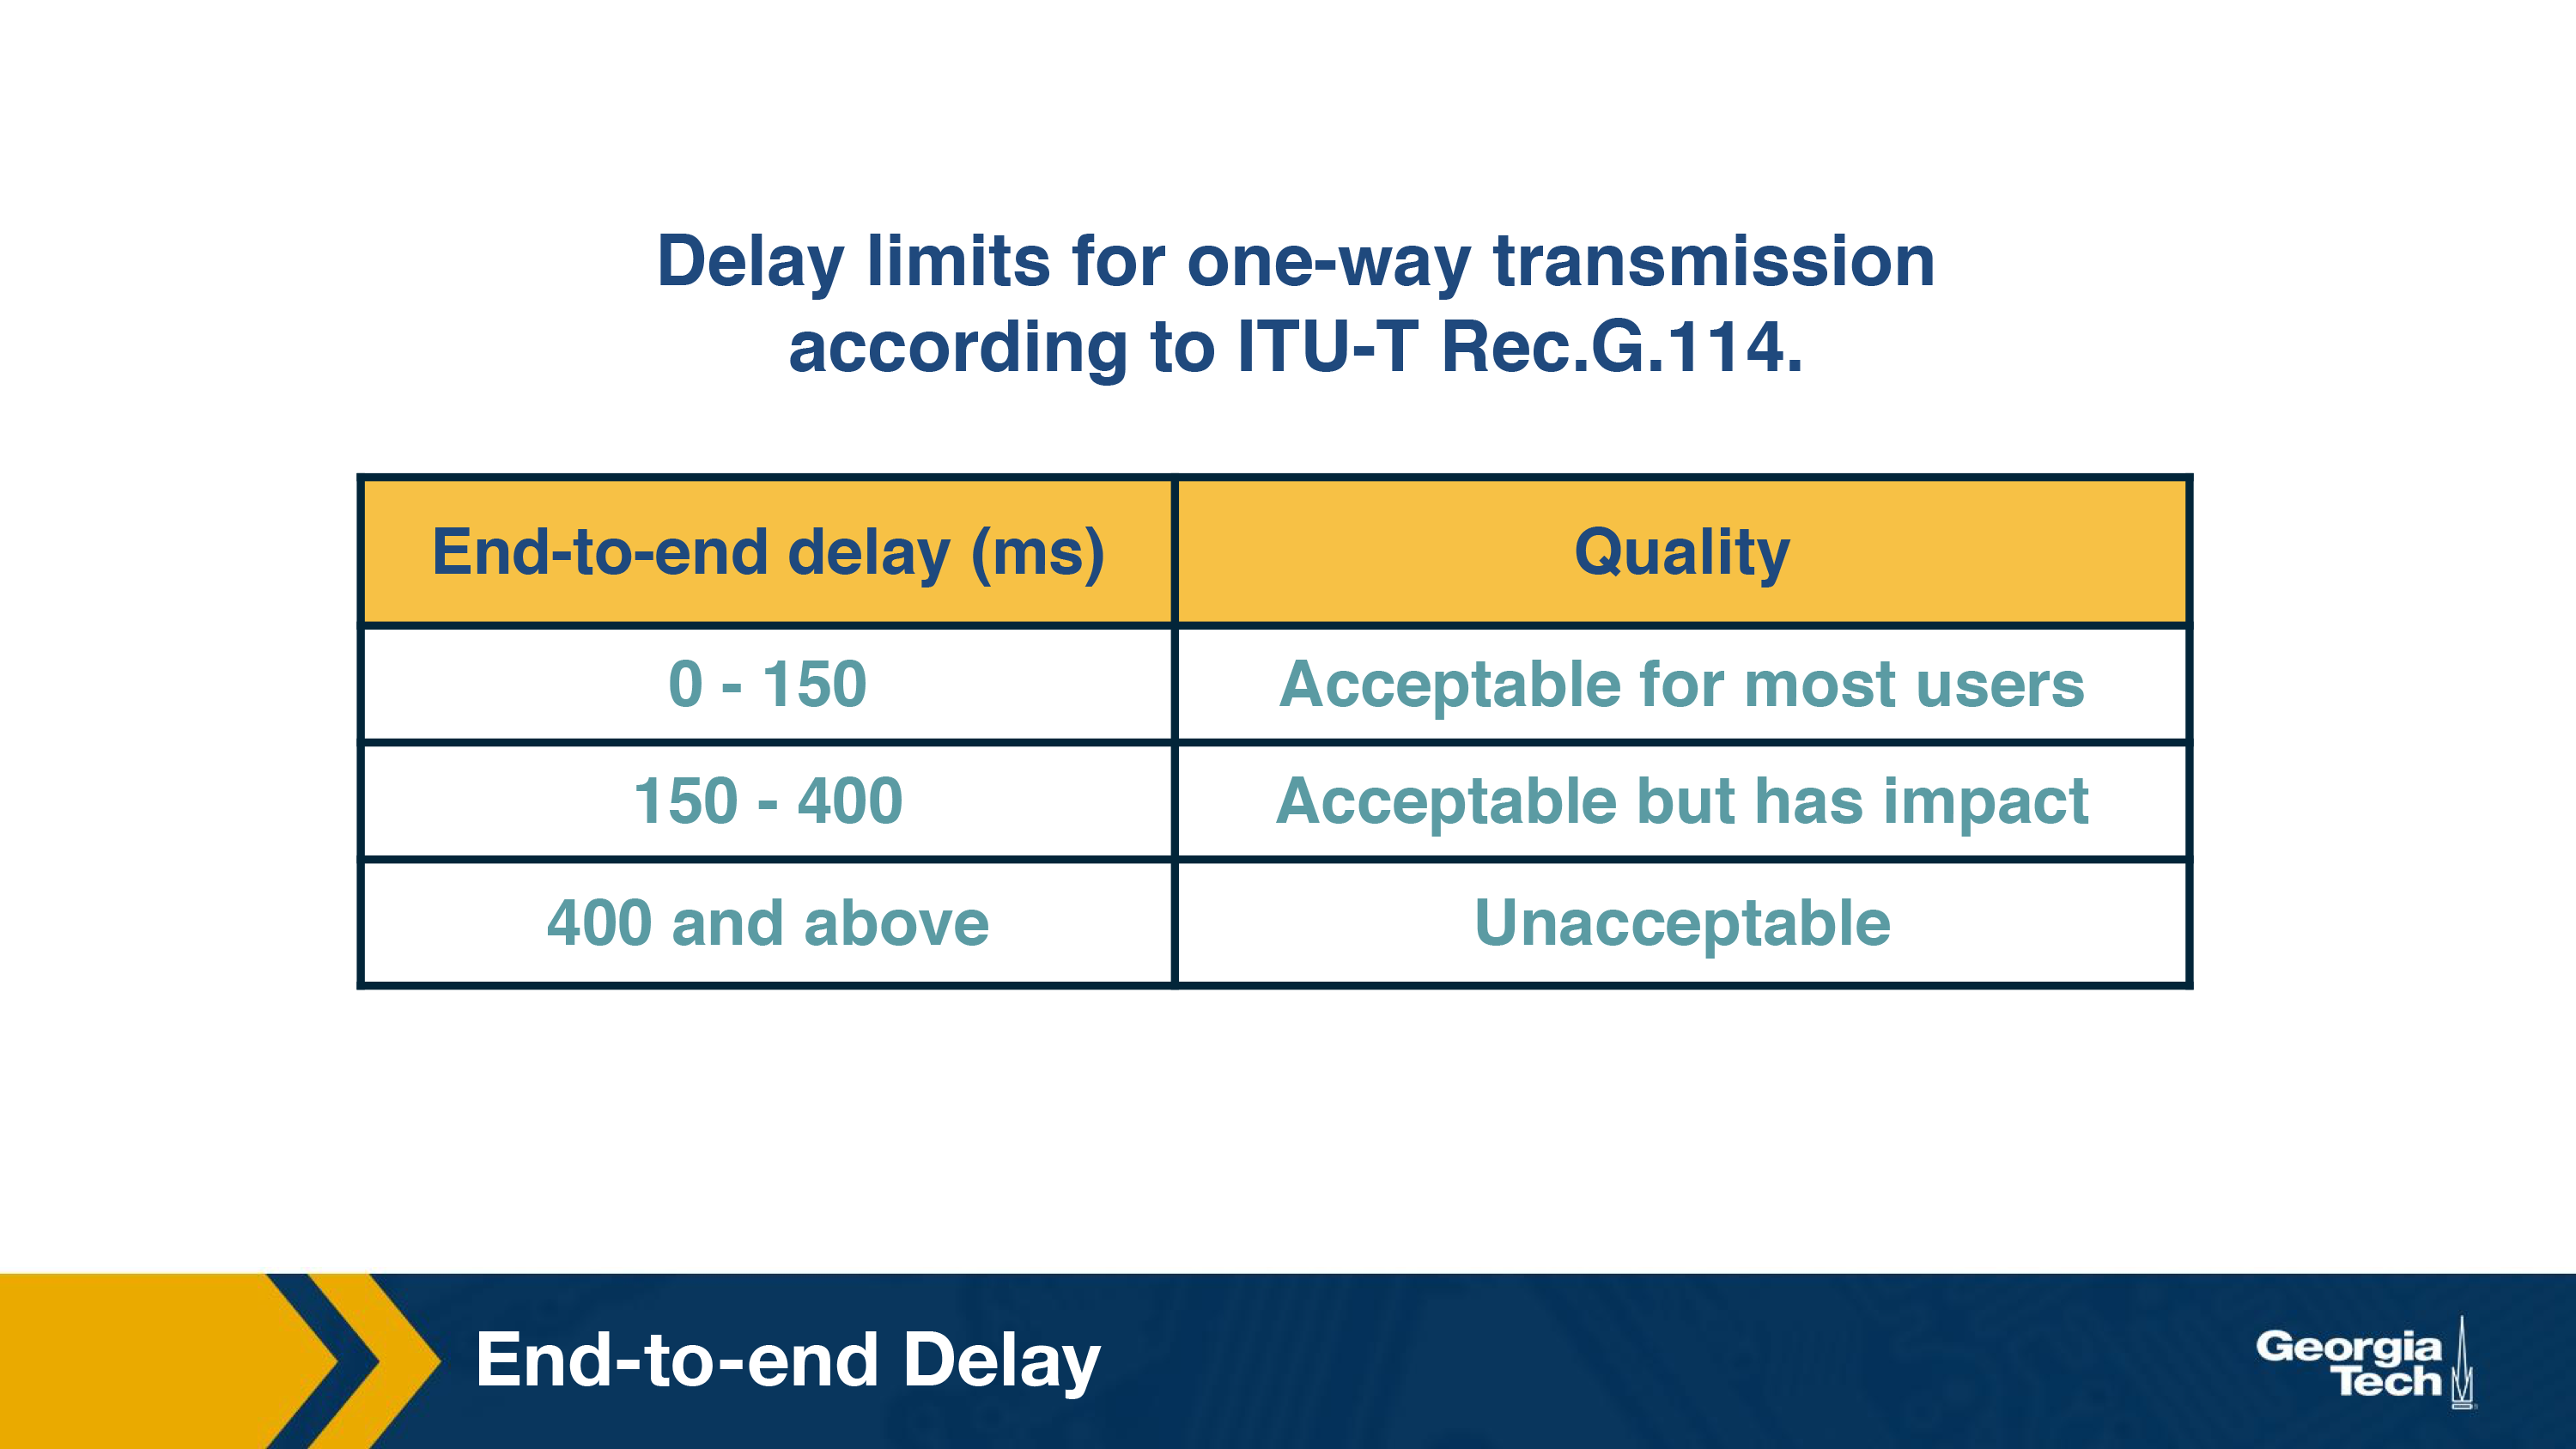 Delay limits for one-way transmission
according to ITU-T Rec.G.114.
End-to-end delay (ms) Quality
0 - 150 Acceptable for most users
150 - 400 Acceptable but has impact
400 and above Unacceptable
End-to-end Delay
Georgia
Tech